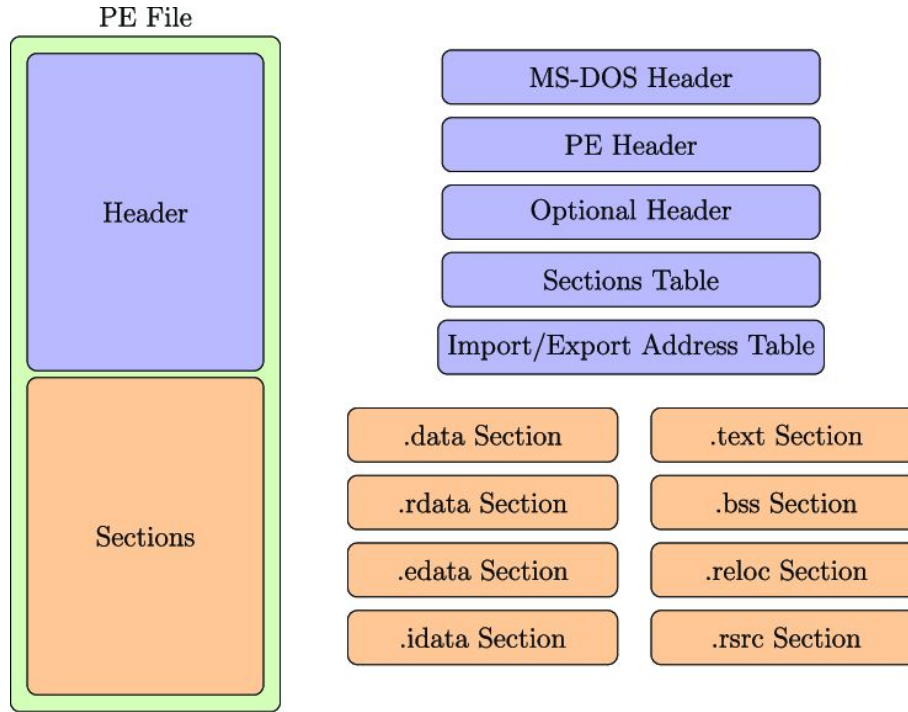 PE File
Header
Sections
MS-DOS Header
PE Header
Optional Header
Sections Table
Import/Export Address Table
.data Section
.text Section
.rdata Section
.bss Section
.edata Section
.reloc Section
.idata Section
.rsrc Section